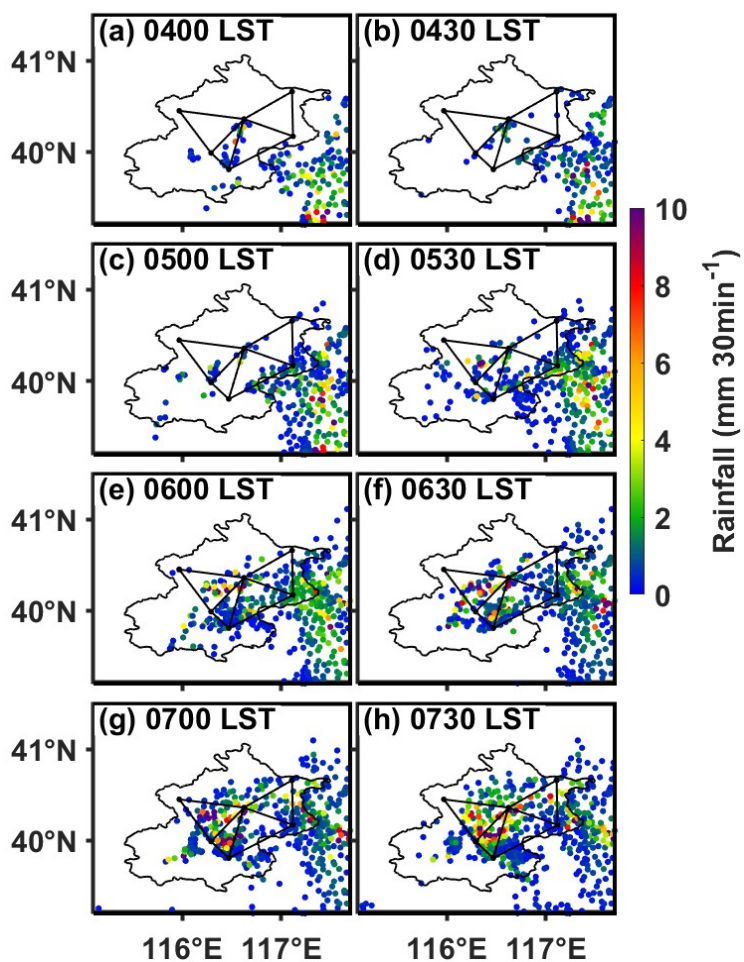 (a) 0400 LST
(b) 0430 LST
41°N
40°N
(c) 0500 LST
(d) 0530 LST
41°N
40°N
(e) 0600 LST
(f) 0630 LST
41°N
40°N
(g) 0700 LST
(h) 0730 LST
41°N
40°N
116°E 117°E 116°E 117°E
10
8
6
4
2
0
Rainfall (mm 30min⁻¹)